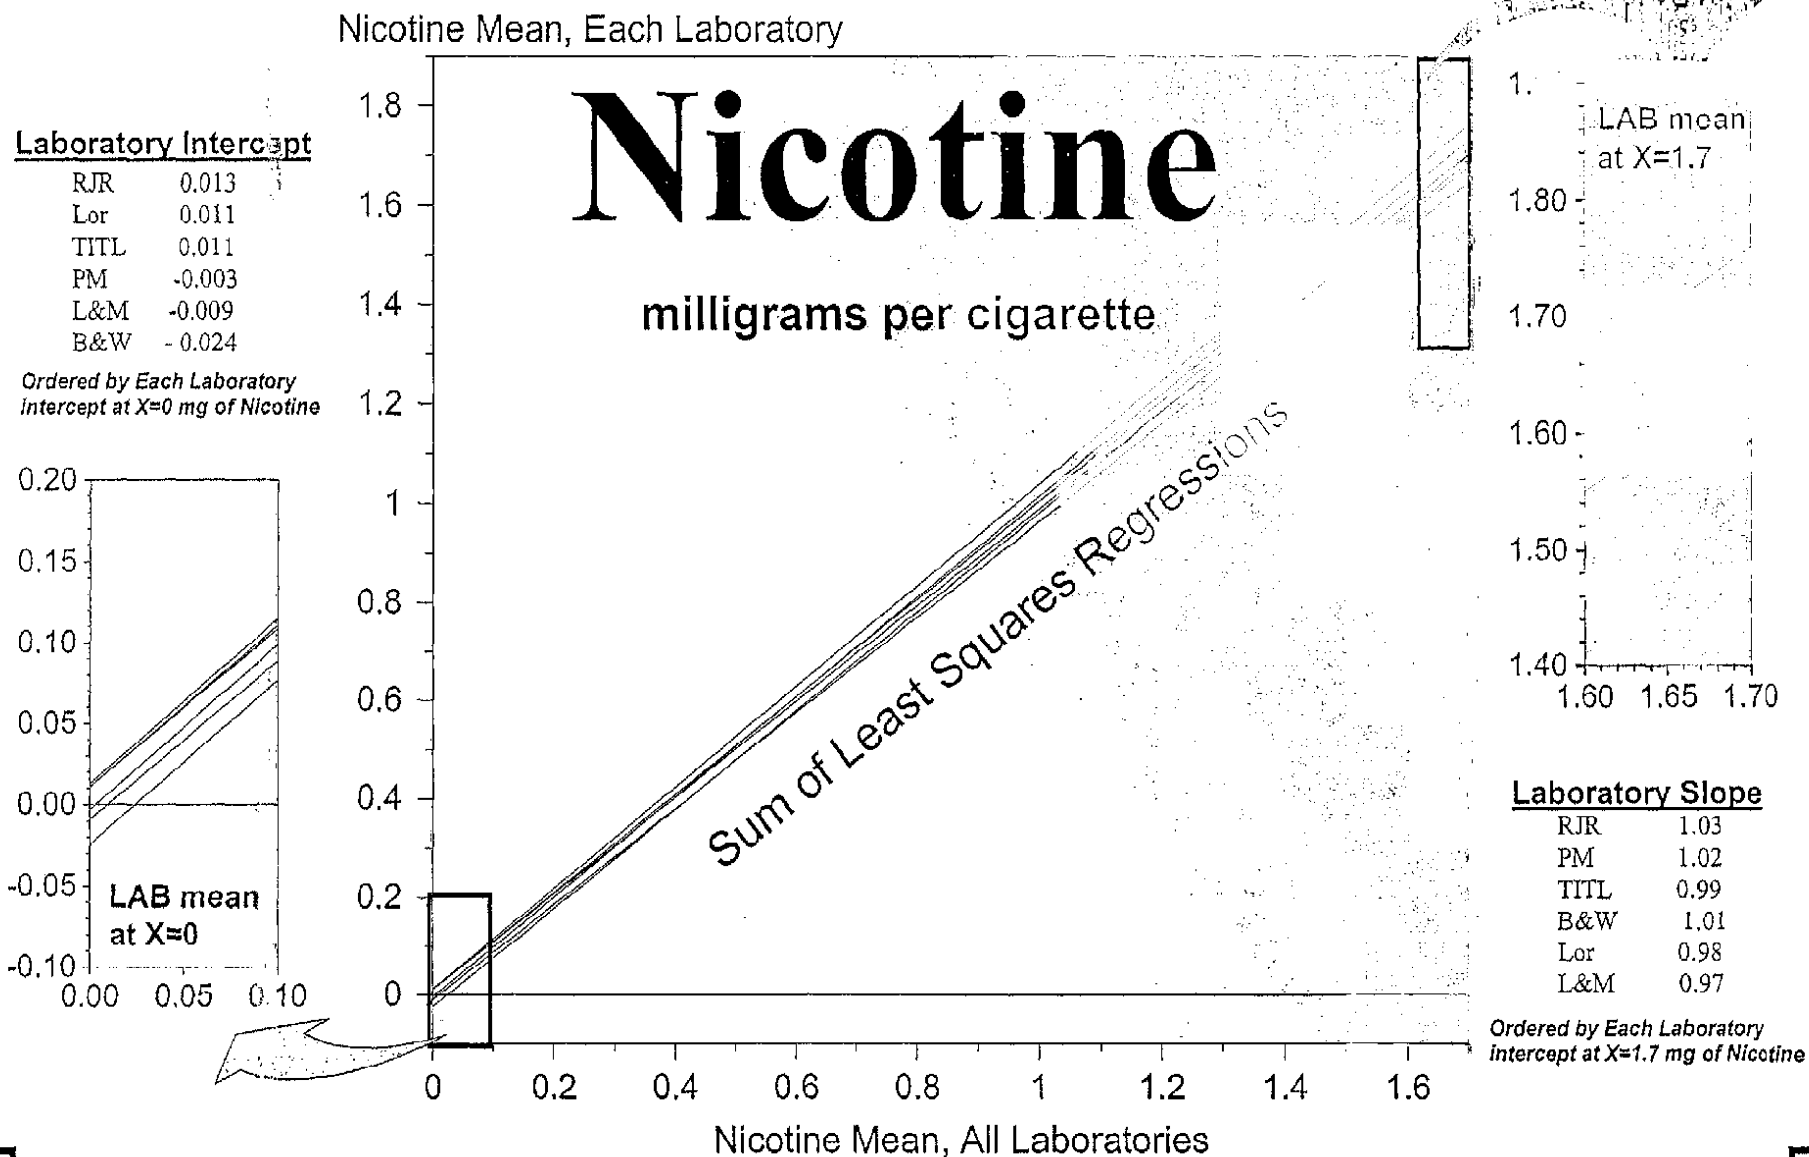 Nicotine Mean, Each Laboratory
Nicotine
milligrams per cigarette
Sum of Least Squares Regressions
1.8
1.6
1.4
1.2
1
0.8
0.6
0.4
0.2
0
0 0.2 0.4 0.6 0.8 1 1.2 1.4 1.6
Nicotine Mean, All Laboratories
Laboratory Intercept
RJR 0.013
Lor 0.011
TITL 0.011
PM -0.003
L&M -0.009
B&W - 0.024
Ordered by Each Laboratory
intercept at X=0 mg of Nicotine
0.20
0.15
0.10
0.05
0.00
-0.05
-0.10
LAB mean
at X=0
0.00 0.05 0.10
LAB mean
at X=1.7
1.80
1.70
1.60
1.50
1.40
1.60 1.65 1.70
Laboratory Slope
RJR 1.03
PM 1.02
TITL 0.99
B&W 1.01
Lor 0.98
L&M 0.97
Ordered by Each Laboratory
intercept at X=1.7 mg of Nicotine